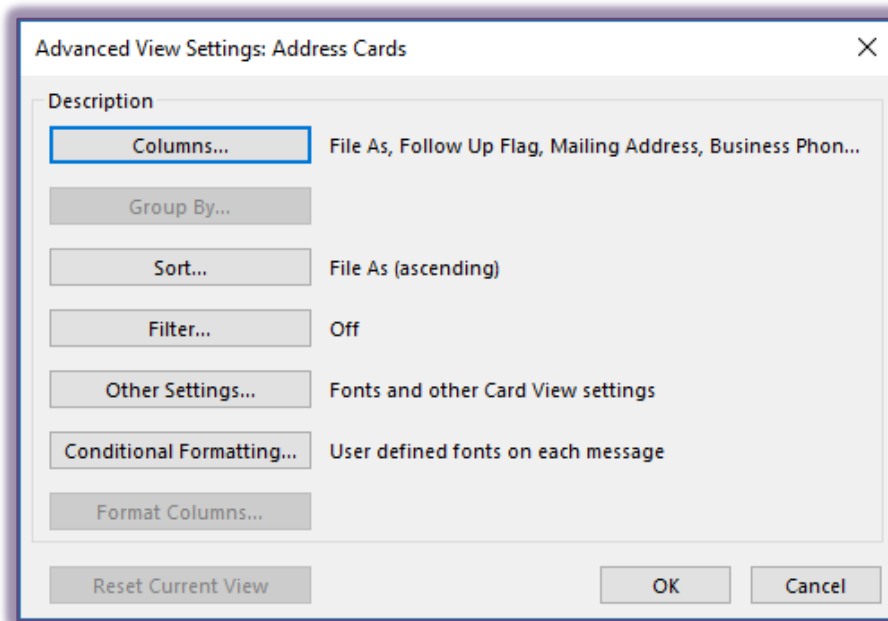 Advanced View Settings: Address Cards
Description
Columns... File As, Follow Up Flag, Mailing Address, Business Phon...
Group By...
Sort... File As (ascending)
Filter... Off
Other Settings... Fonts and other Card View settings
Conditional Formatting... User defined fonts on each message
Format Columns...
Reset Current View OK Cancel